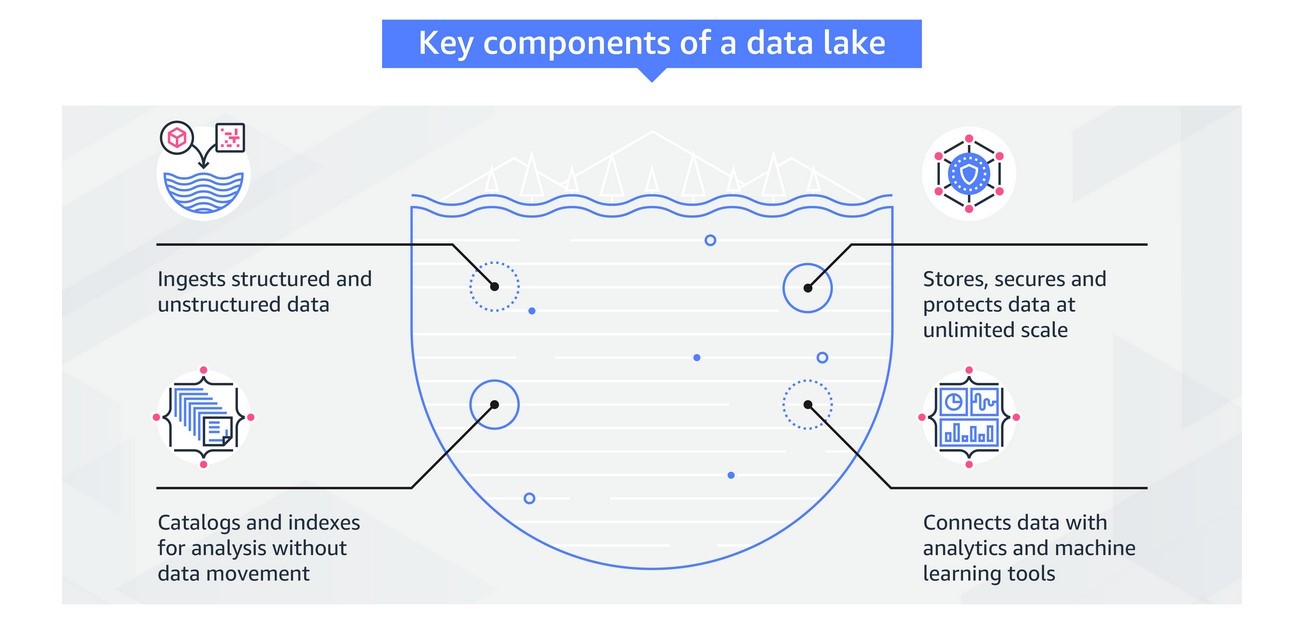 Key components of a data lake
Ingests structured and
unstructured data
Stores, secures and
protects data at
unlimited scale
Catalogs and indexes
for analysis without
data movement
Connects data with
analytics and machine
learning tools